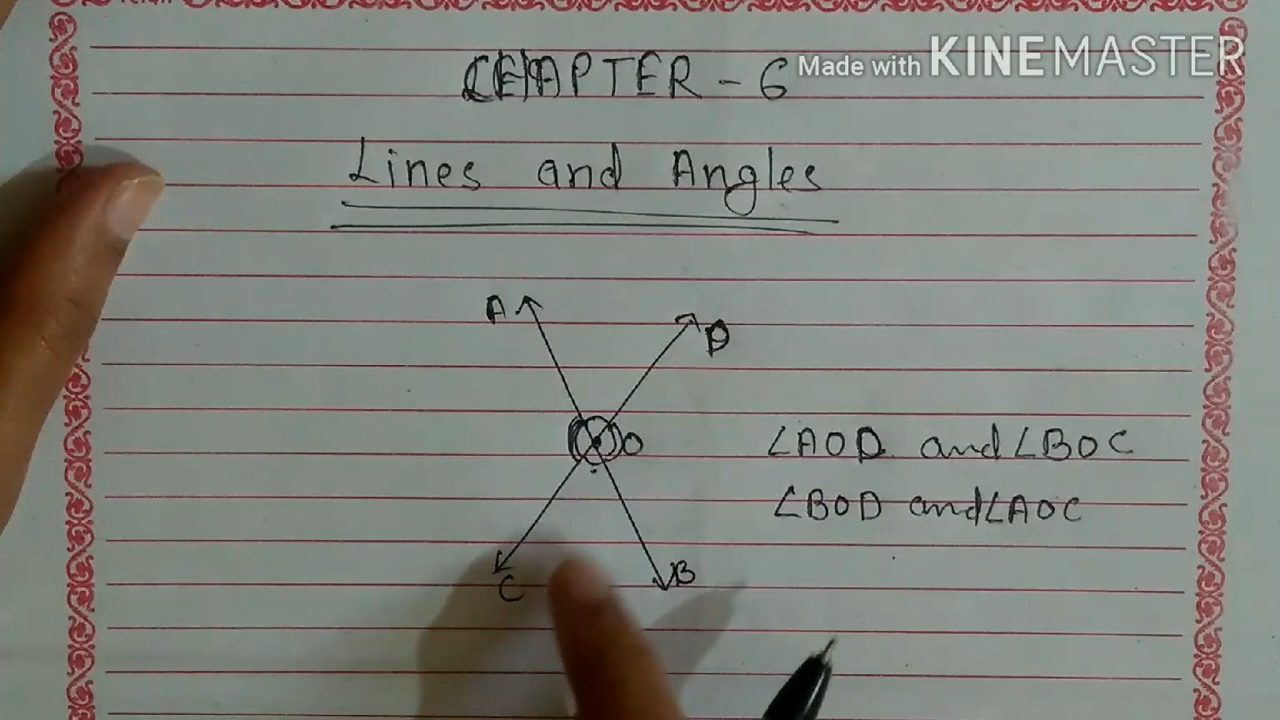 CHAPTER - 6
Made with KINEMASTER
Lines and Angles
A
D
O
∠AOD and ∠BOC
∠BOD and ∠AOC
C
B